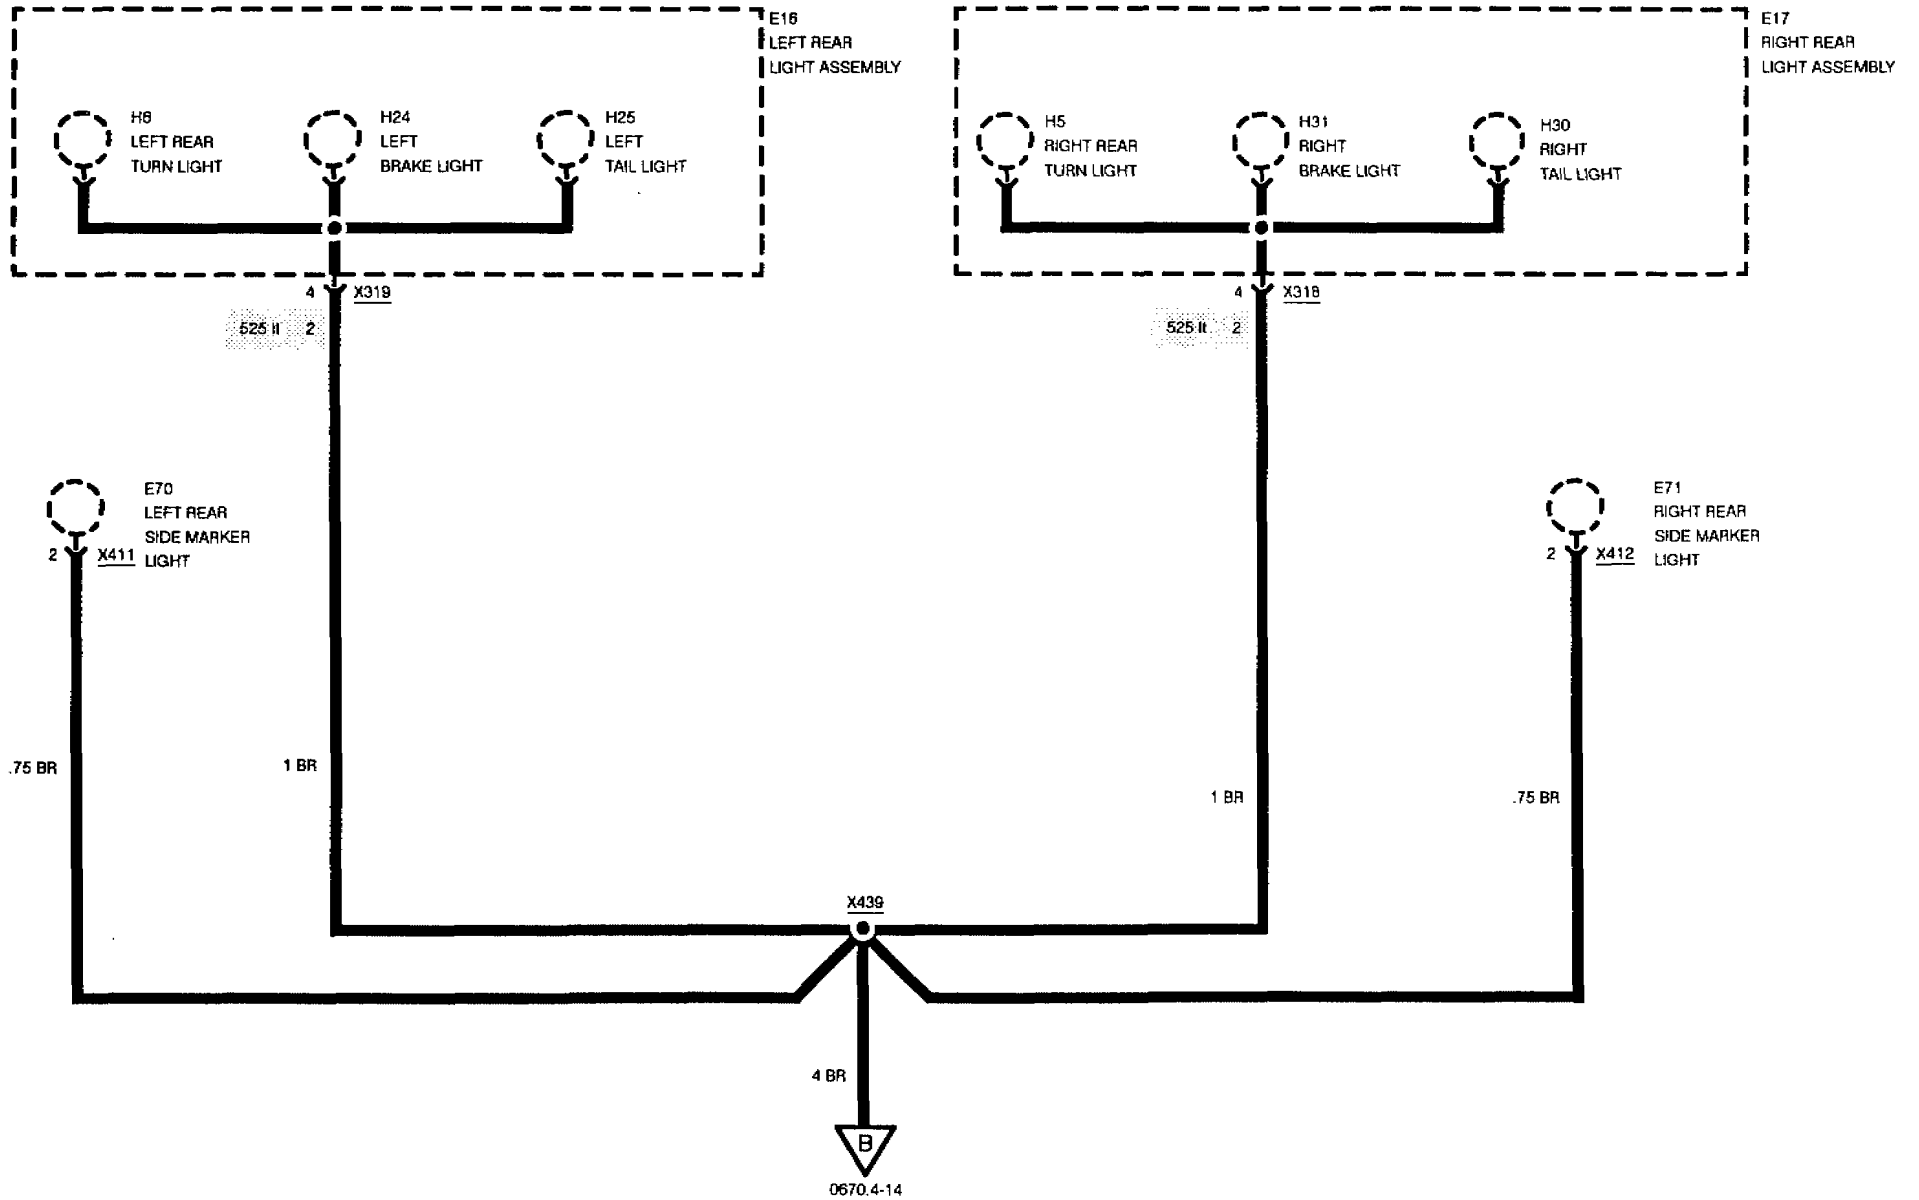 E16
LEFT REAR
LIGHT ASSEMBLY
E17
RIGHT REAR
LIGHT ASSEMBLY
H6
LEFT REAR
TURN LIGHT
H24
LEFT
BRAKE LIGHT
H25
LEFT
TAIL LIGHT
H5
RIGHT REAR
TURN LIGHT
H31
RIGHT
BRAKE LIGHT
H30
RIGHT
TAIL LIGHT
4 X319
525 it 2
4 X318
525 it 2
E70
LEFT REAR
SIDE MARKER
LIGHT
2 X411
E71
RIGHT REAR
SIDE MARKER
LIGHT
2 X412
.75 BR
1 BR
1 BR
.75 BR
X439
4 BR
B
0670.4-14